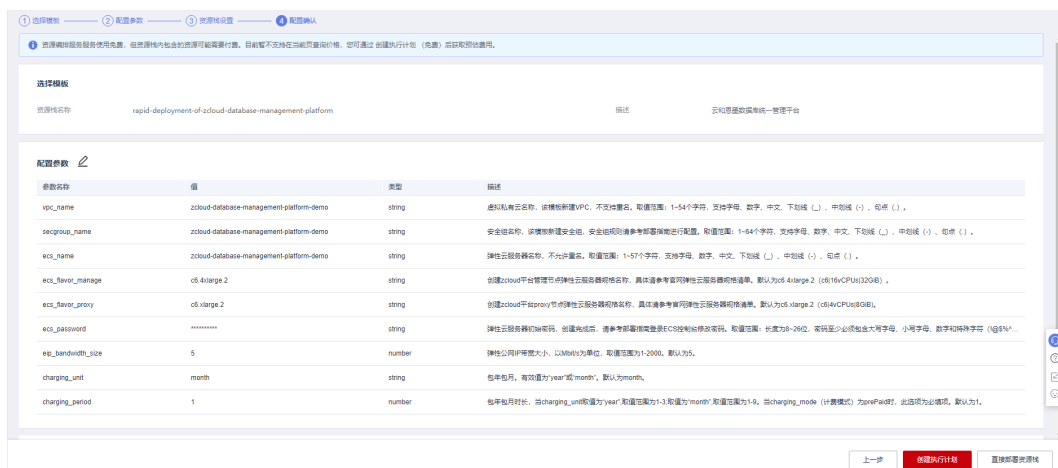 1 选择模板 2 配置参数 3 资源栈设置 4 配置确认
资源编排服务服务使用免费，但资源栈内包含的资源可能需要付费。目前暂不支持在当前页查询价格，您可通过 创建执行计划 （免费）后获取预估费用。
选择模板
资源栈名称 rapid-deployment-of-zcloud-database-management-platform 描述 云和恩墨数据库统一管理平台
配置参数
参数名称 值 类型 描述
vpc_name zcloud-database-management-platform-demo string 虚拟私有云名称，该模板新建VPC，不支持重名。取值范围：1~54个字符，支持字母、数字、中文、下划线（_）、中划线（-）、句点（.）。
secgroup_name zcloud-database-management-platform-demo string 安全组名称，该模板新建安全组，安全组规则请参考部署指南进行配置。取值范围：1~64个字符，支持字母、数字、中文、下划线（_）、中划线（-）、句点（.）。
ecs_name zcloud-database-management-platform-demo string 弹性云服务器名称，不允许重名。取值范围：1~57个字符，支持字母、数字、中文、下划线（_）、中划线（-）、句点（.）。
ecs_flavor_manage c6.4xlarge.2 string 创建zcloud平台管理节点弹性云服务器规格名称，具体请参考官网弹性云服务器规格清单。默认为c6.4xlarge.2（c6|16vCPUs|32GiB）。
ecs_flavor_proxy c6.xlarge.2 string 创建zcloud平台proxy节点弹性云服务器规格名称，具体请参考官网弹性云服务器规格清单。默认为c6.xlarge.2（c6|4vCPUs|8GiB)。
ecs_password ********** string 弹性云服务器初始密码，创建完成后，请参考部署指南登录ECS控制台修改密码。取值范围：长度为8~26位，密码至少必须包含大写字母、小写字母、数字和特殊字符（!@$%^...
eip_bandwidth_size 5 number 弹性公网IP带宽大小，以Mbit/s为单位，取值范围为1-2000。默认为5。
charging_unit month string 包年包月。有效值为"year"或"month"。默认为month。
charging_period 1 number 包年包月时长，当charging_unit取值为"year",取值范围为1-3;取值为"month",取值范围为1-9。当charging_mode（计费模式）为prePaid时，此选项为必填项。默认为1。
上一步 创建执行计划 直接部署资源栈